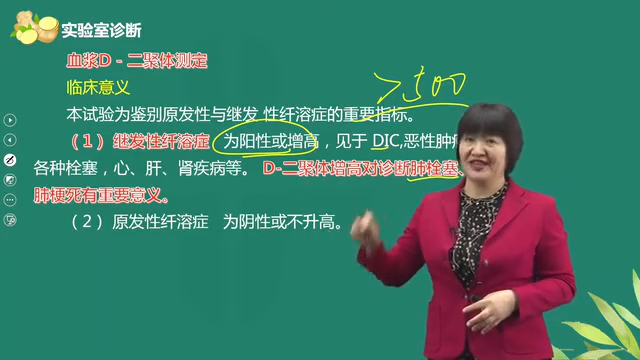 实验室诊断
血浆D - 二聚体测定
临床意义
>500
本试验为鉴别原发性与继发 性纤溶症的重要指标。
（1） 继发性纤溶症 为阳性或增高，见于 DIC,恶性肿
各种栓塞，心、肝、肾疾病等。 D-二聚体增高对诊断肺栓塞、
肺梗死有重要意义。
（2） 原发性纤溶症 为阴性或不升高。